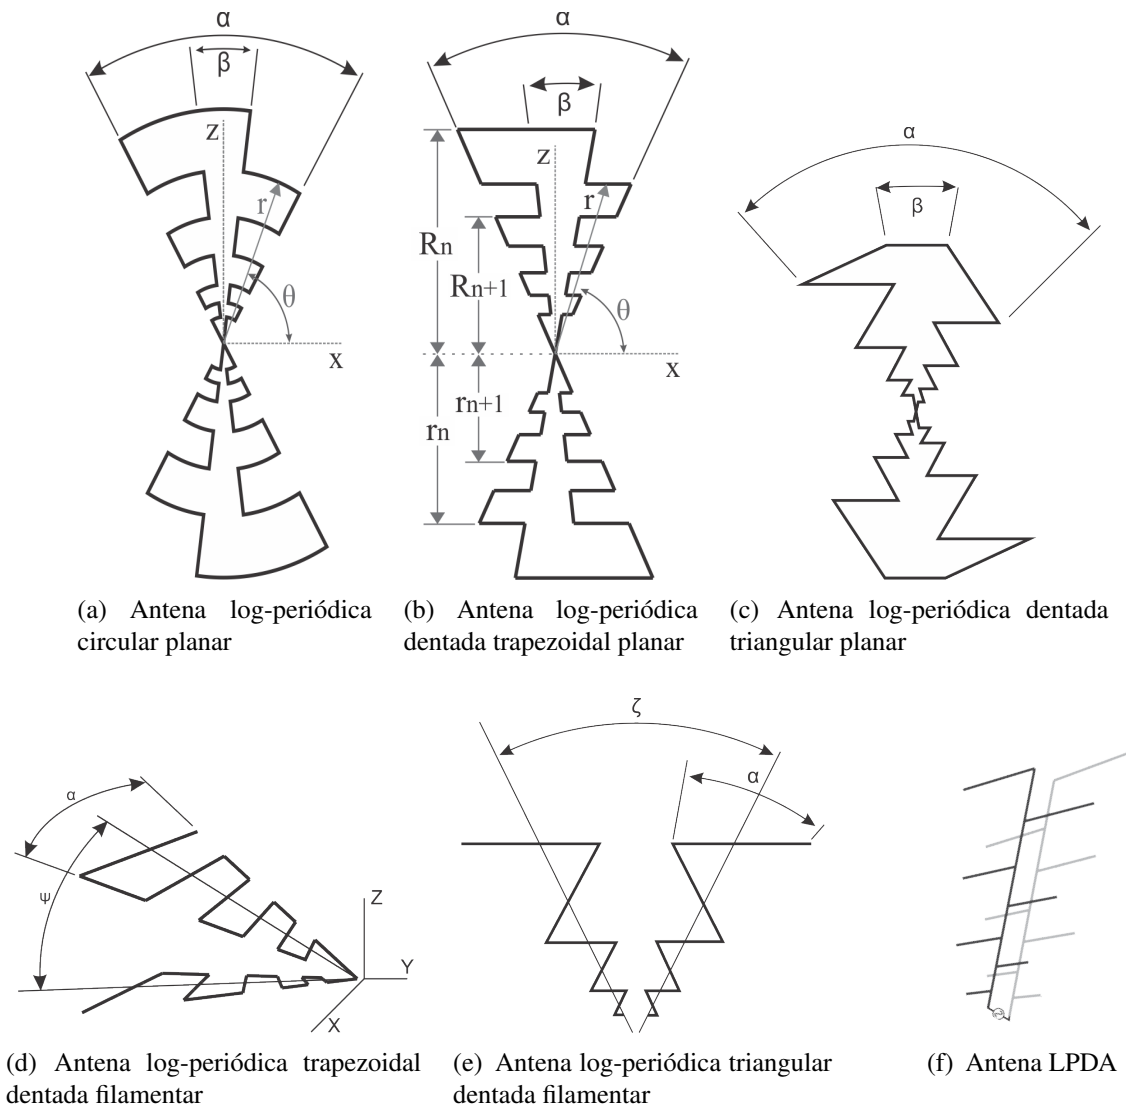 α
β
z
r
θ
x
(a) Antena log-periódica
circular planar
α
β
z
r
Rn
Rn+1
θ
x
rn+1
rn
(b) Antena log-periódica
dentada trapezoidal planar
α
β
(c) Antena log-periódica dentada
triangular planar
α
Ψ
Z
Y
X
(d) Antena log-periódica trapezoidal
dentada filamentar
ζ
α
(e) Antena log-periódica triangular
dentada filamentar
(f) Antena LPDA